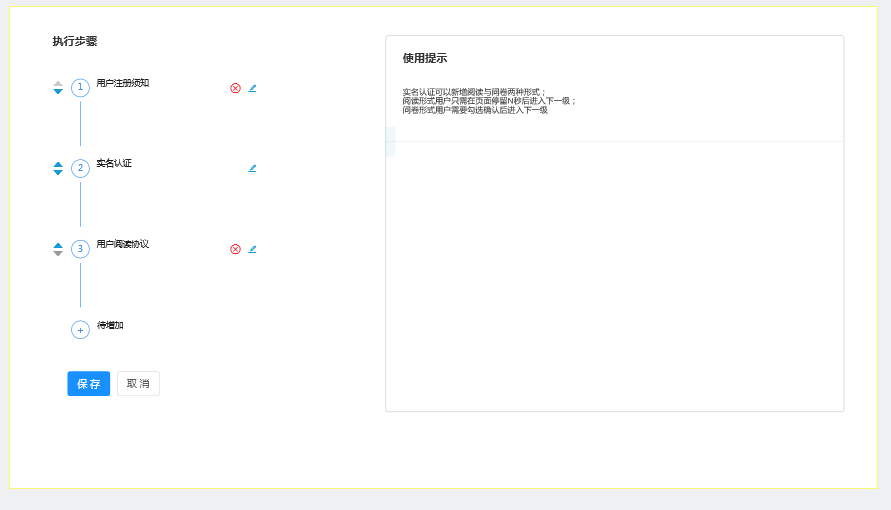 执行步骤
1 用户注册须知
2 实名认证
3 用户阅读协议
+ 待增加
保存 取消
使用提示
实名认证可以新增阅读与问卷两种形式；
阅读形式用户只需在页面停留N秒后进入下一级；
问卷形式用户需要勾选确认后进入下一级